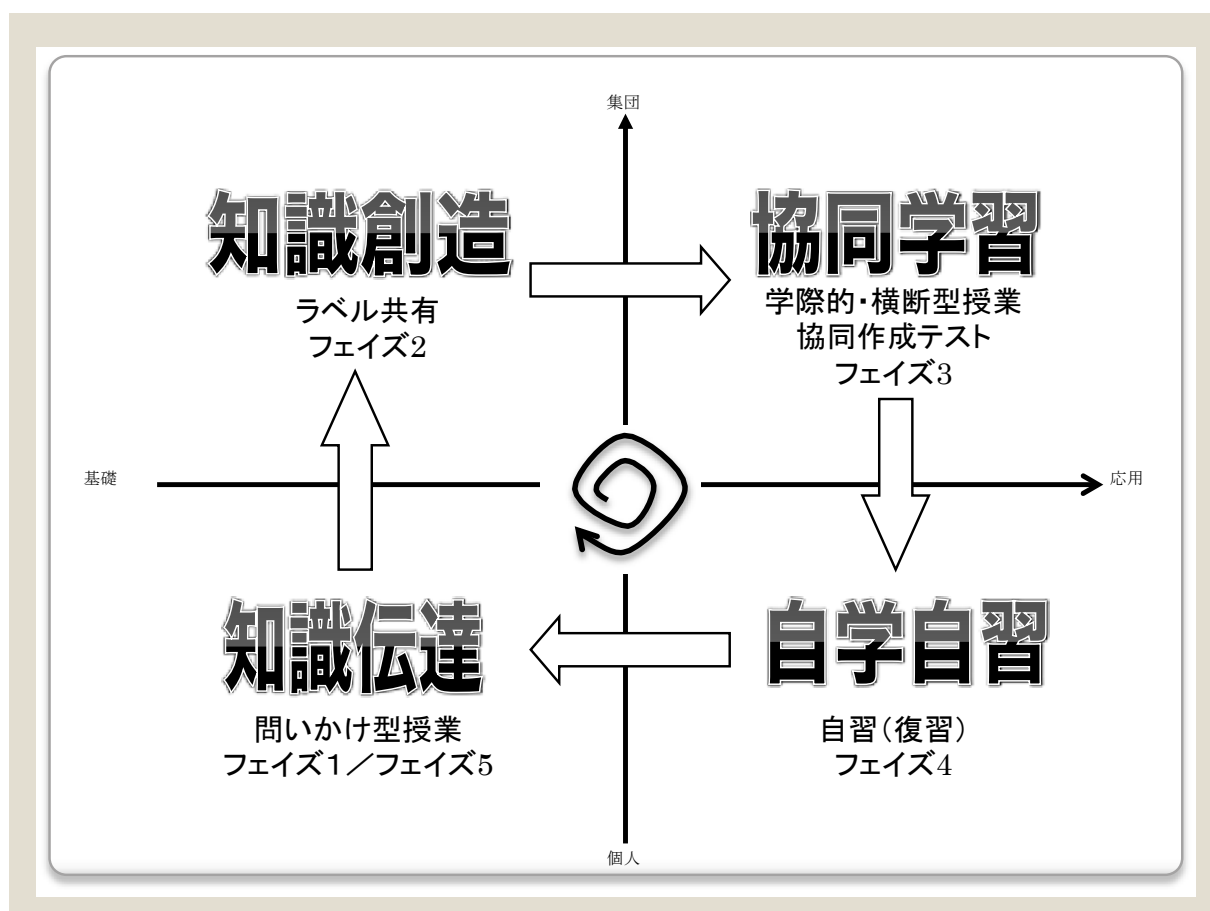 集団
知識創造
ラベル共有
フェイズ2
協同学習
学際的・横断型授業
協同作成テスト
フェイズ3
基礎
応用
知識伝達
問いかけ型授業
フェイズ１／フェイズ5
自学自習
自習（復習）
フェイズ4
個人